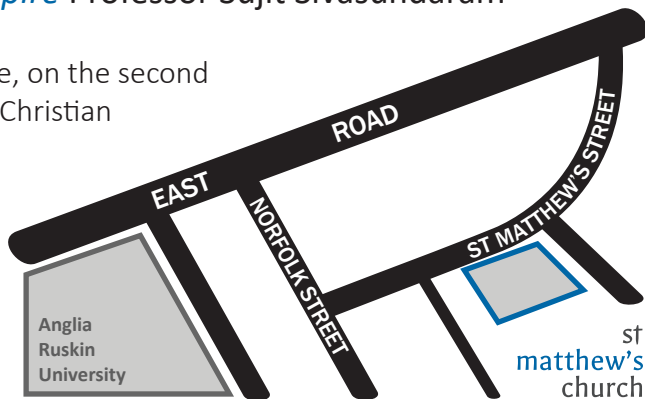 pire Professor Sujit Sivasundaram
e, on the second
Christian
EAST ROAD
NORFOLK STREET
ST MATTHEW'S STREET
Anglia
Ruskin
University
st
matthew's
church